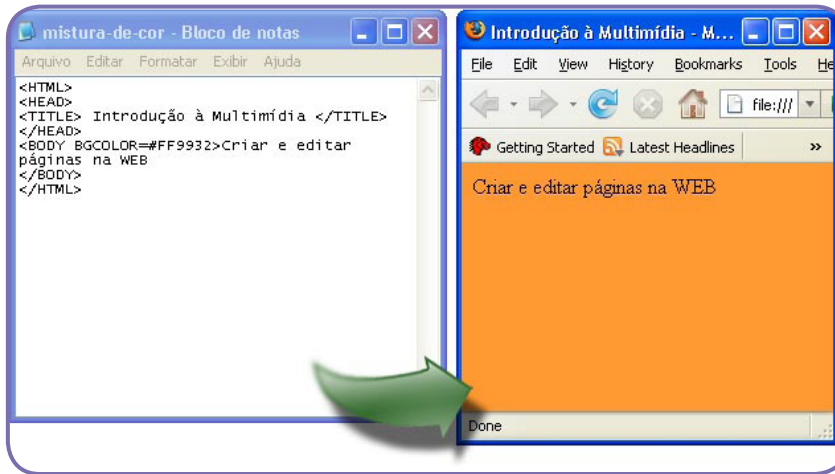 mistura-de-cor - Bloco de notas
Arquivo Editar Formatar Exibir Ajuda
<HTML>
<HEAD>
<TITLE> Introdução à Multimídia </TITLE>
</HEAD>
<BODY BGCOLOR=#FF9932>Criar e editar
páginas na WEB
</BODY>
</HTML>
Introdução à Multimídia - M...
File Edit View History Bookmarks Tools He
file:///
Getting Started Latest Headlines »
Criar e editar páginas na WEB
Done